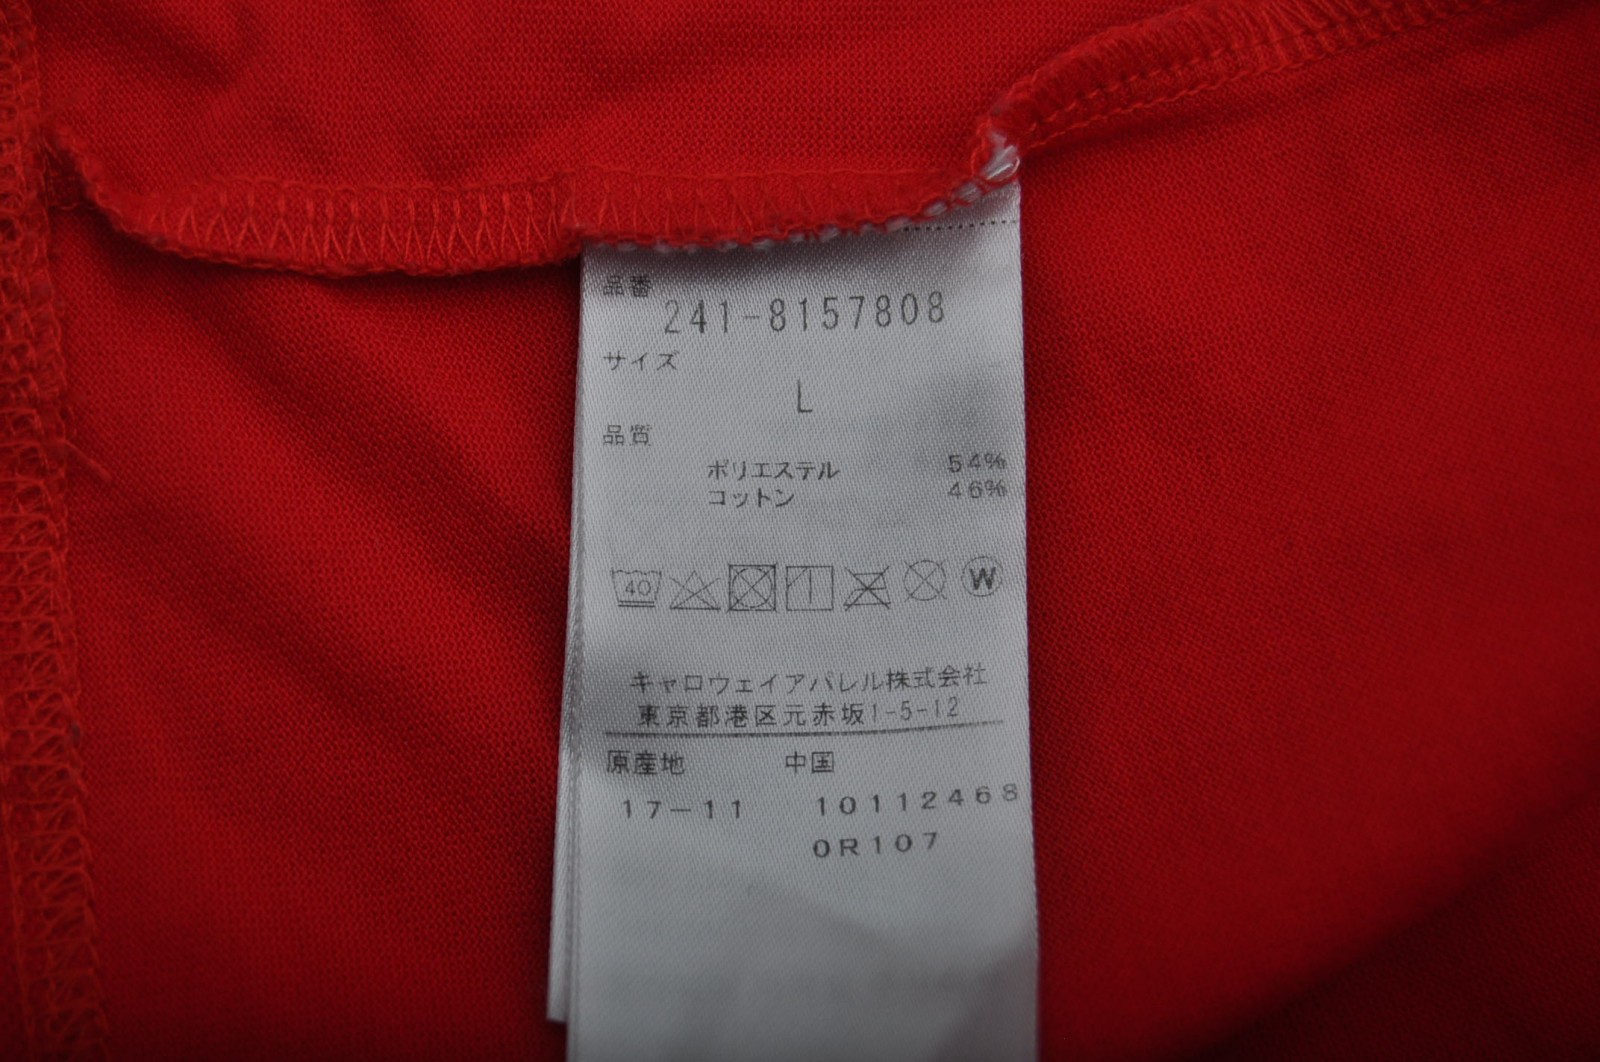 品番
241-8157808
サイズ
L
品質
ポリエステル 54%
コットン 46%
40 W
キャロウェイアパレル株式会社
東京都港区元赤坂1-5-12
原産地 中国
17-11 10112468
0R107